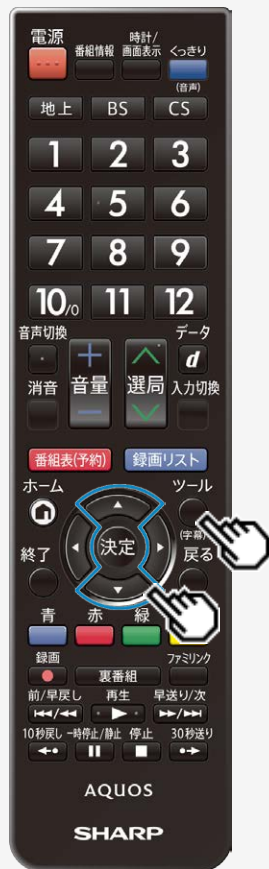 電源
番組情報
時計/
画面表示
くっきり
(音声)
地上 BS CS
1 2 3
4 5 6
7 8 9
10/0 11 12
音声切換
データ
d
消音 音量 選局 入力切換
番組表(予約) 録画リスト
ホーム ツール
(字幕)
決定
終了 戻る
青 赤 緑
録画 裏番組 ファミリンク
前/早戻し 再生 早送り/次
10秒戻し 一時停止/静止 停止 30秒送り
AQUOS
SHARP